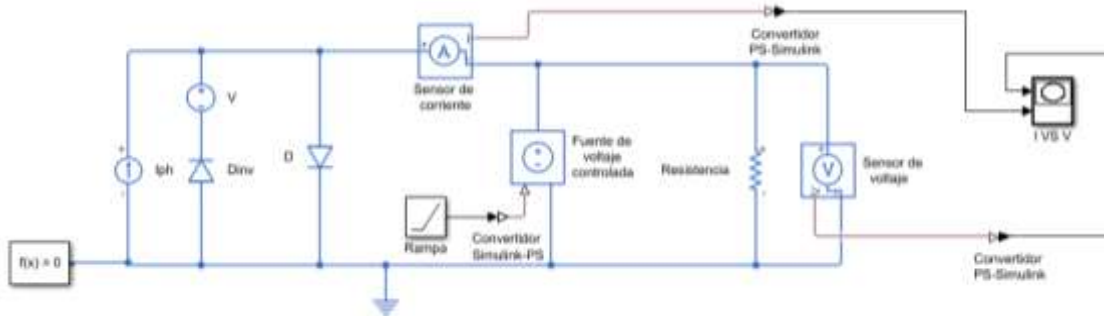 Convertidor
PS-Simulink
A
I
Sensor de
corriente
V
I VS V
Iph
Dinv
D
Fuente de
voltaje
controlada
Resistencia
V
Sensor de
voltaje
V
Rampa
Convertidor
Simulink-PS
f(x) = 0
Convertidor
PS-Simulink